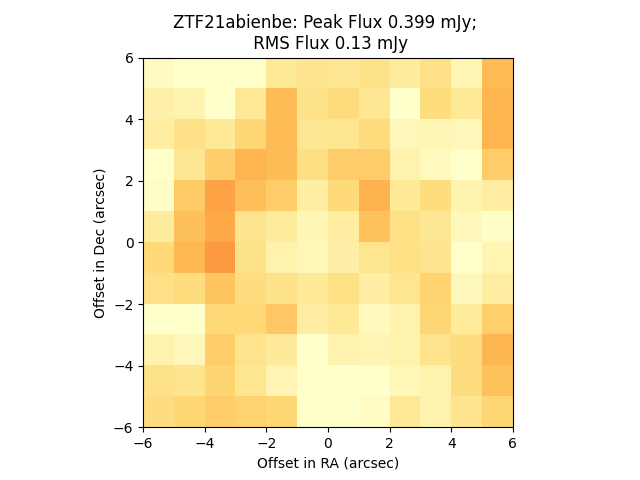 ZTF21abienbe: Peak Flux 0.399 mJy;
RMS Flux 0.13 mJy
6
4
2
0
−2
−4
−6
Offset in Dec (arcsec)
−6 −4 −2 0 2 4 6
Offset in RA (arcsec)